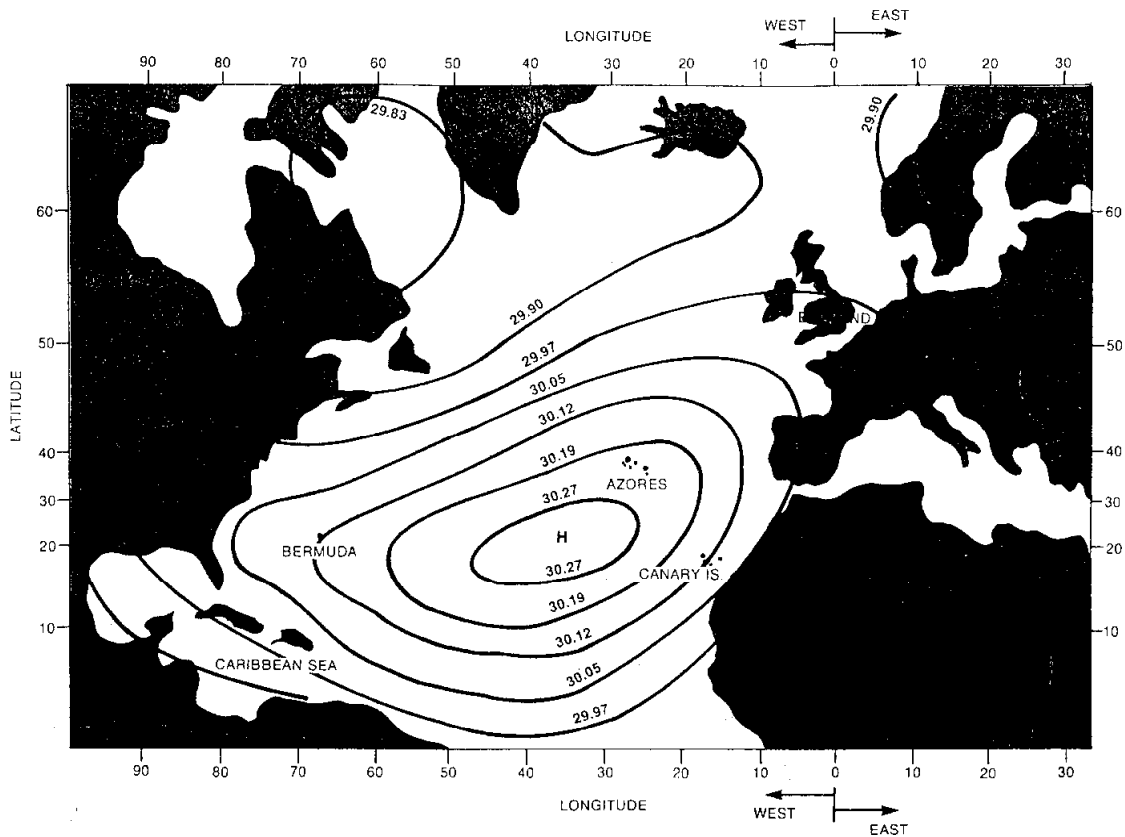 EAST
WEST
LONGITUDE
90 80 70 60 50 40 30 20 10 0 10 20 30
29.83
29.90
60 60
29.90
29.97
50 50
30.05
30.12
LATITUDE
40 40
30.19
AZORES
30 30
30.27
H
BERMUDA
20 20
30.27
CANARY IS.
30.19
10 10
30.12
CARIBBEAN SEA
30.05
29.97
90 80 70 60 50 40 30 20 10 0 10 20 30
LONGITUDE
WEST
EAST